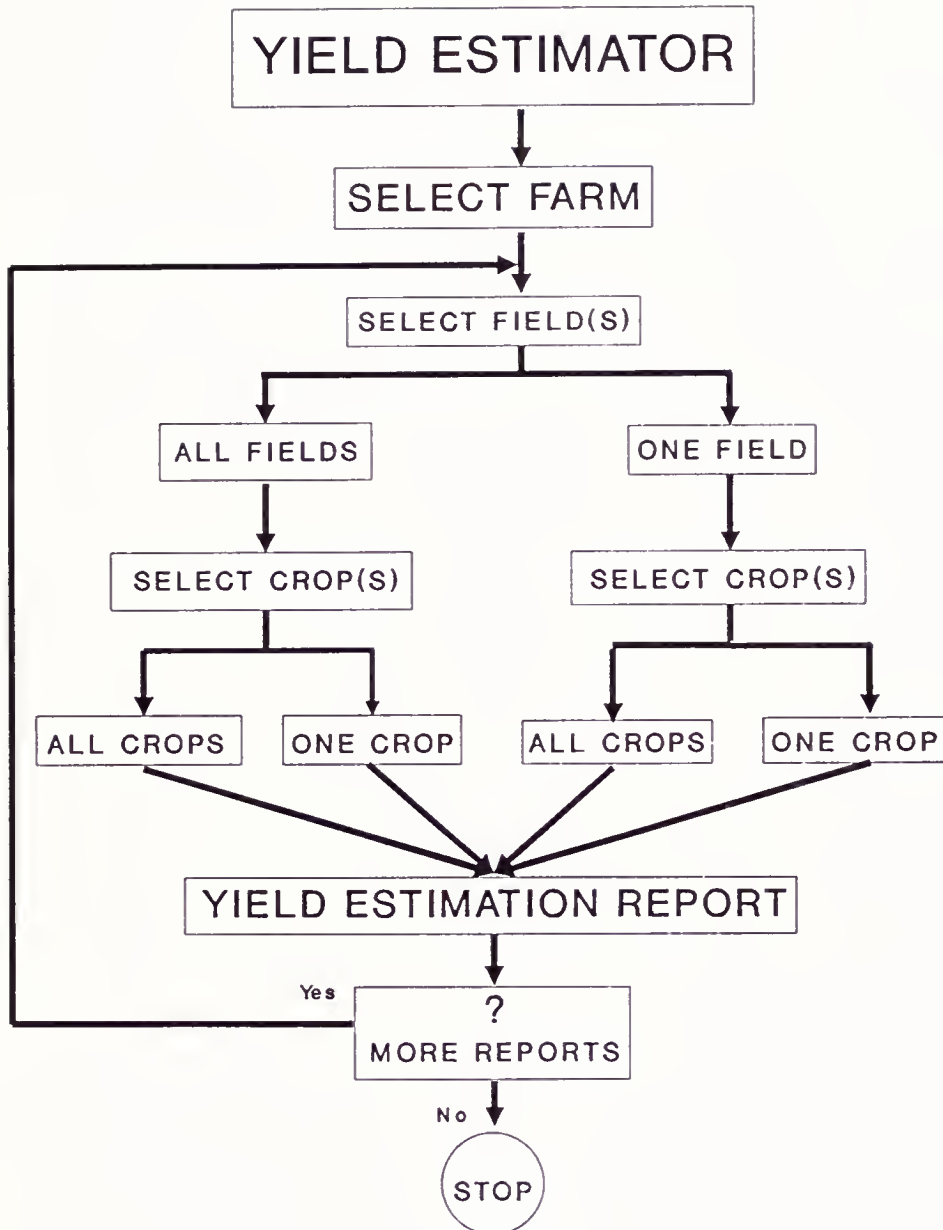 YIELD ESTIMATOR
SELECT FARM
SELECT FIELD(S)
ALL FIELDS
ONE FIELD
SELECT CROP(S)
SELECT CROP(S)
ALL CROPS
ONE CROP
ALL CROPS
ONE CROP
YIELD ESTIMATION REPORT
Yes
?
MORE REPORTS
No
STOP